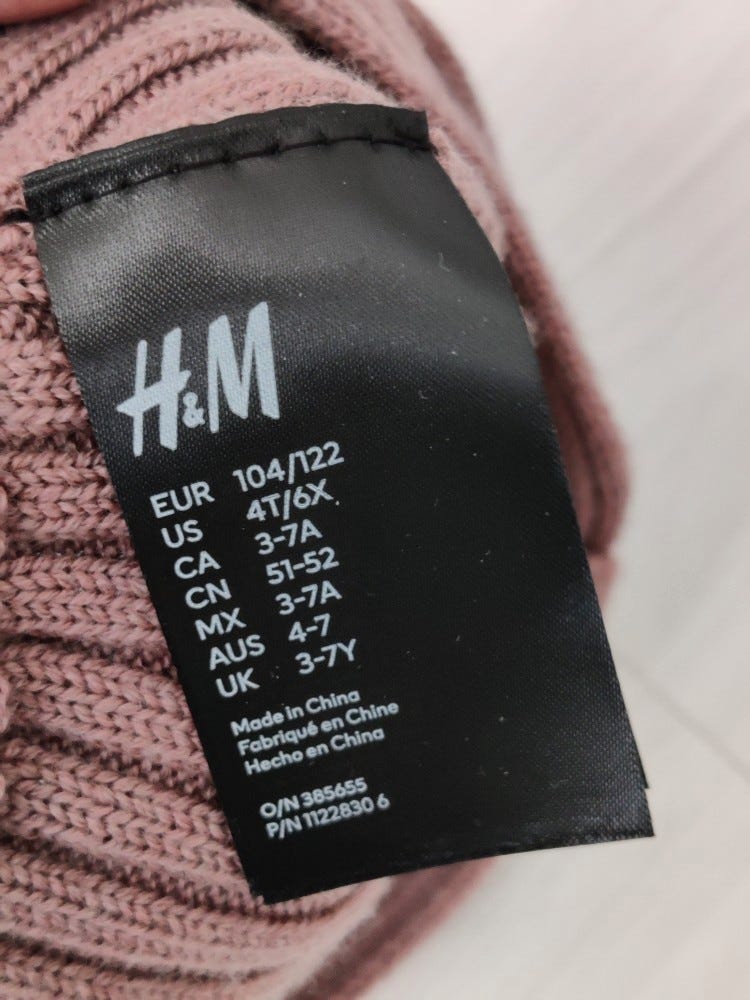 H&M
EUR 104/122
US 4T/6X
CA 3-7A
CN 51-52
MX 3-7A
AUS 4-7
UK 3-7Y
Made in China
Fabriqué en Chine
Hecho en China
O/N 385655
P/N 1122830 6